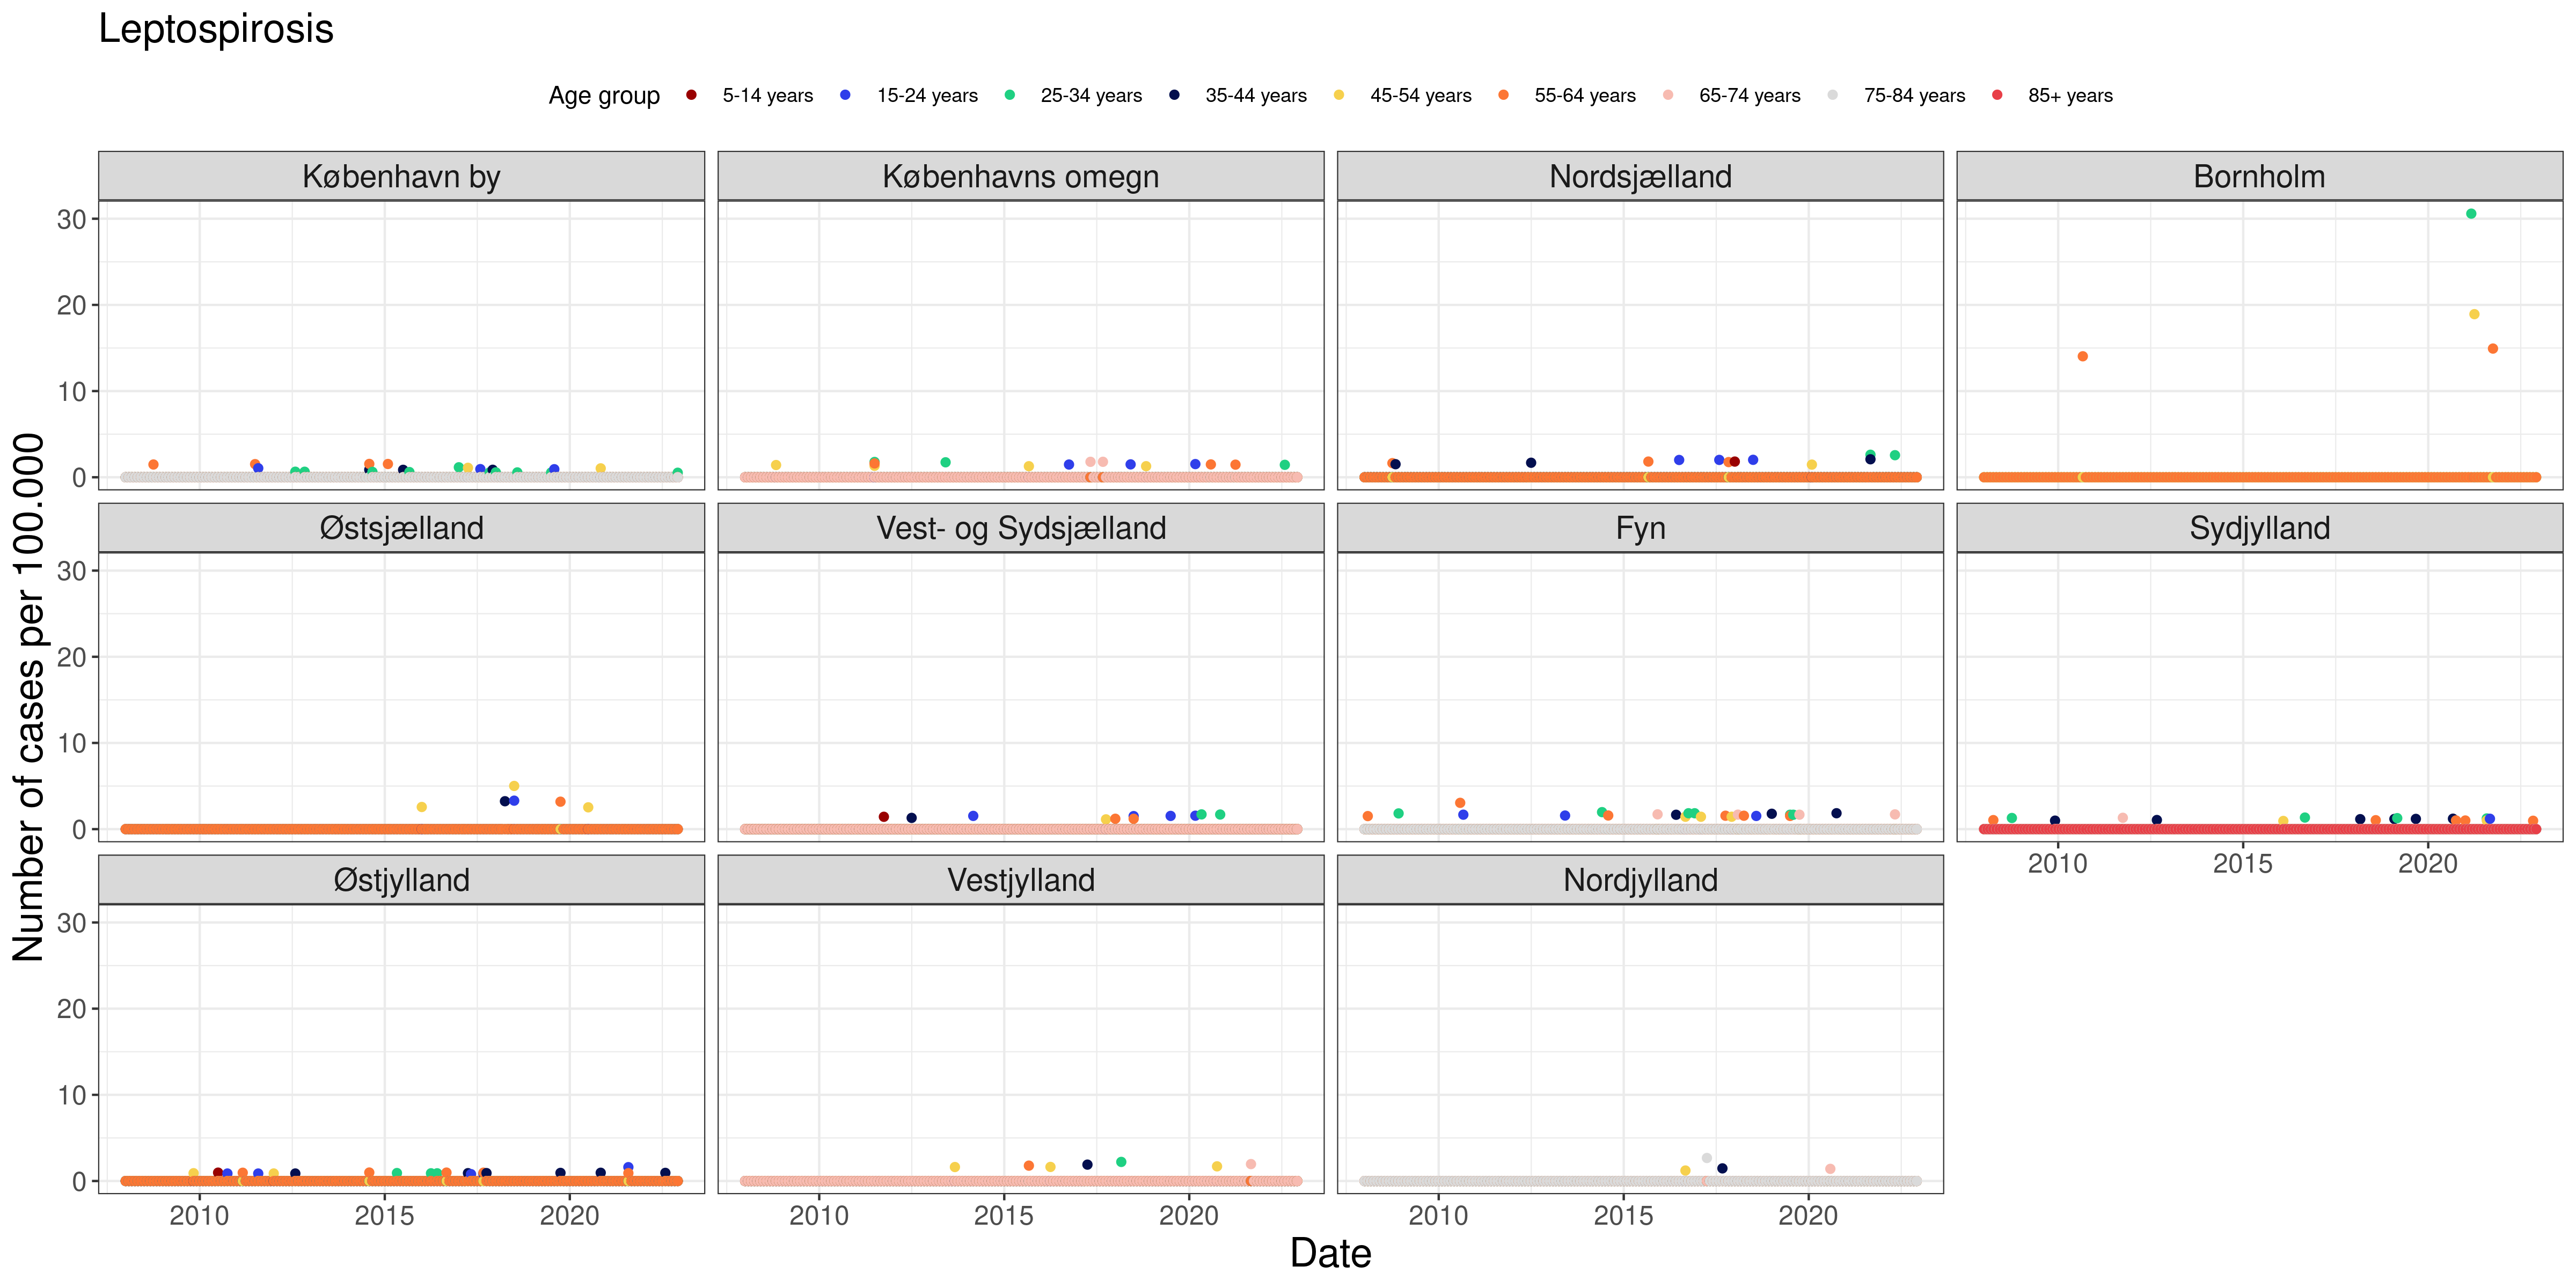 Leptospirosis
Age group 5-14 years 15-24 years 25-34 years 35-44 years 45-54 years 55-64 years 65-74 years 75-84 years 85+ years
København by Københavns omegn Nordsjælland Bornholm
30
20
10
0
Østsjælland Vest- og Sydsjælland Fyn Sydjylland
30
20
10
0
2010 2015 2020
Østjylland Vestjylland Nordjylland
30
20
10
0
2010 2015 2020 2010 2015 2020 2010 2015 2020
Date
Number of cases per 100.000